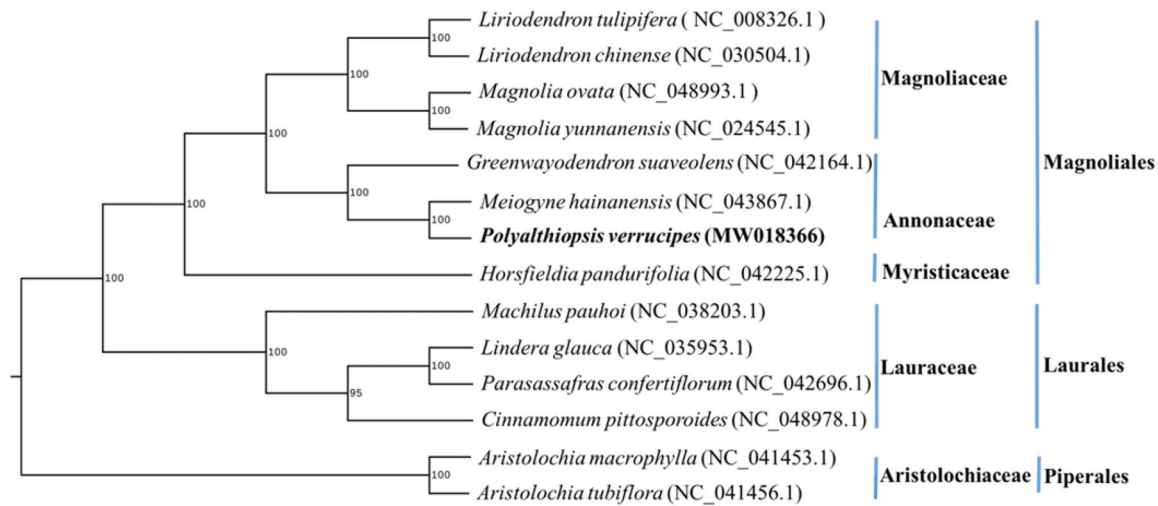 Liriodendron tulipifera ( NC_008326.1 )
100
Liriodendron chinense (NC_030504.1)
100
Magnoliaceae
Magnolia ovata (NC_048993.1 )
100
Magnolia yunnanensis (NC_024545.1)
100
Greenwayodendron suaveolens (NC_042164.1)
Magnoliales
100
Meiogyne hainanensis (NC_043867.1)
100
100
Annonaceae
Polyalthiopsis verrucipes (MW018366)
Horsfieldia pandurifolia (NC_042225.1)
Myristicaceae
100
Machilus pauhoi (NC_038203.1)
100
Lindera glauca (NC_035953.1)
100
Lauraceae
Laurales
Parasassafras confertiflorum (NC_042696.1)
95
Cinnamomum pittosporoides (NC_048978.1)
Aristolochia macrophylla (NC_041453.1)
100
Aristolochiaceae
Piperales
Aristolochia tubiflora (NC_041456.1)